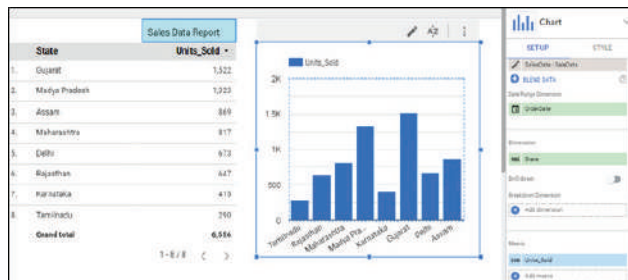 Sales Data Report
State Units_Sold
1. Gujarat 1,522
2. Madya Pradesh 1,323
3. Assam 869
4. Maharashtra 817
5. Delhi 673
6. Rajasthan 647
7. Karnataka 415
8. Tamilnadu 290
Grand total 6,556
1-8/8 < >
Units_Sold
2K
1.5K
1K
500
0
Tamilnadu Rajasthan Maharashtra Madya Pra... Karnataka Gujarat Delhi Assam
Chart
SETUP STYLE
SalesData - SaleData
BLEND DATA
Date Range Dimension
OrderDate
Dimension
State
Drill down
Breakdown Dimension
Add dimension
Metric
Units_Sold
Add metric